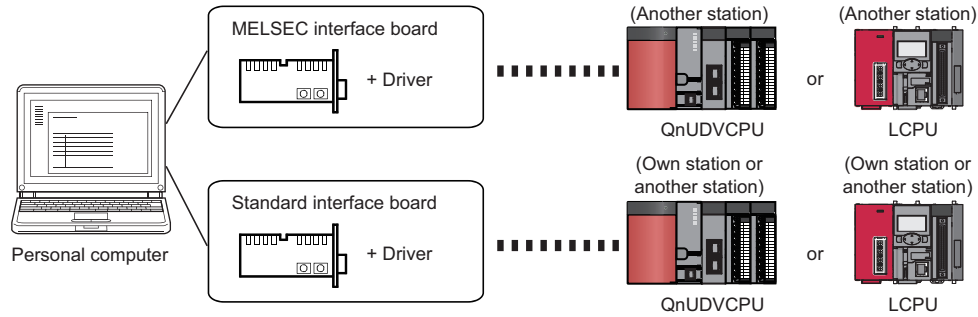 MELSEC interface board
+ Driver
(Another station)
or
(Another station)
QnUDVCPU
LCPU
Personal computer
Standard interface board
+ Driver
(Own station or
another station)
or
(Own station or
another station)
QnUDVCPU
LCPU